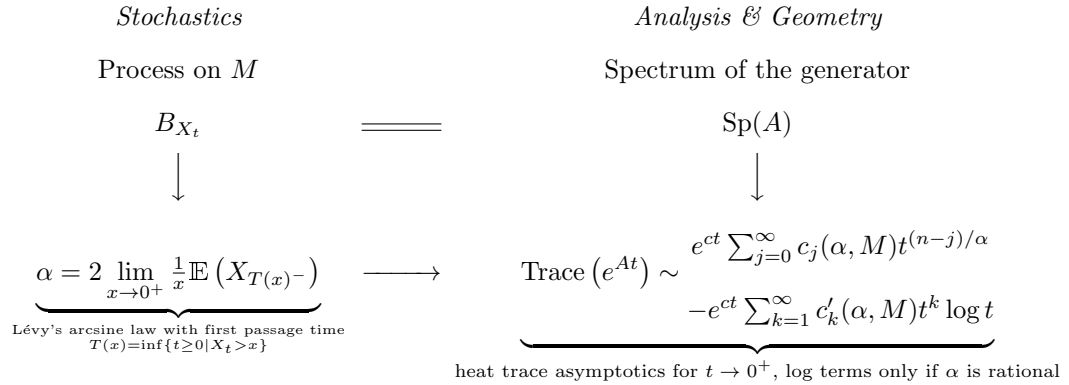 Stochastics Analysis & Geometry
Process on M Spectrum of the generator
B_{X_t} Sp(A)
α = 2 lim_{x→0⁺} 1/x 𝔼(X_{T(x)⁻}) ⟶ Trace(e^{At}) ∼ e^{ct} ∑_{j=0}^{∞} c_j(α, M)t^{(n−j)/α}
−e^{ct} ∑_{k=1}^{∞} c′_k(α, M)t^k log t
Lévy's arcsine law with first passage time
T(x)=inf{t≥0|X_t>x}
heat trace asymptotics for t → 0⁺, log terms only if α is rational